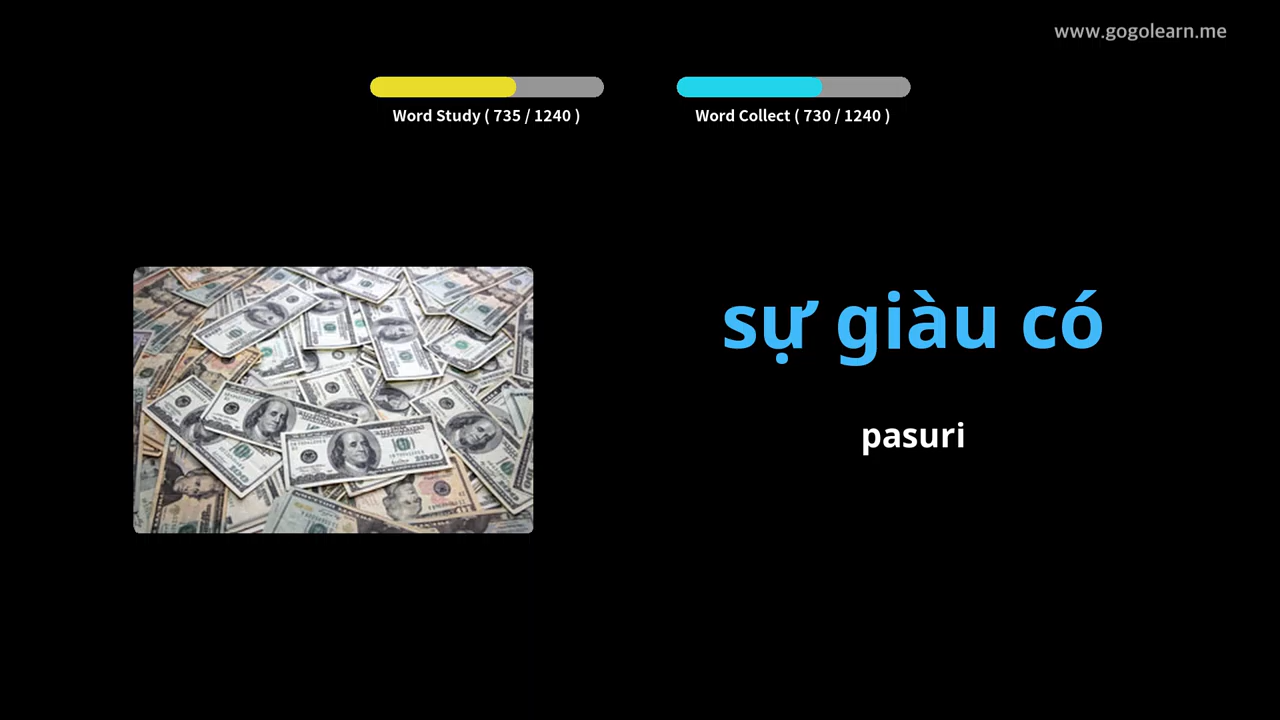 www.gogolearn.me
Word Study ( 735 / 1240 )
Word Collect ( 730 / 1240 )
sự giàu có
pasuri